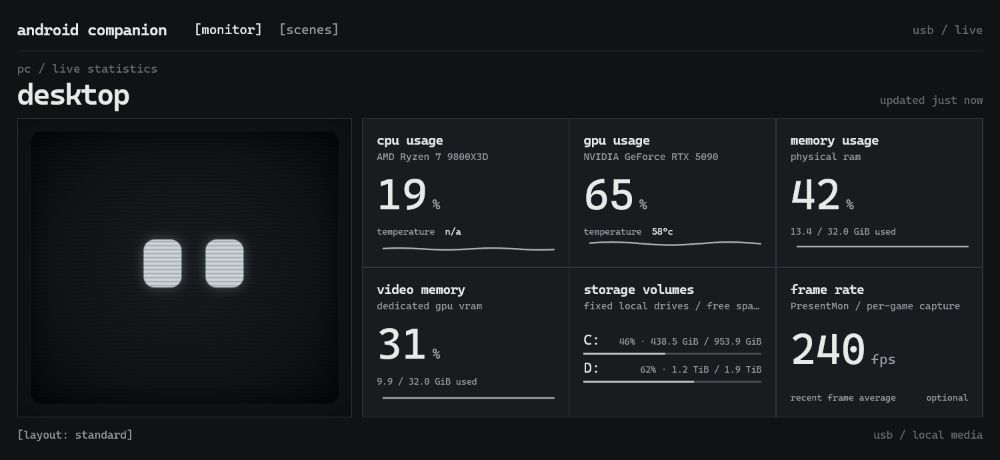 android companion [monitor] [scenes] usb / live
pc / live statistics
desktop
updated just now
cpu usage
AMD Ryzen 7 9800X3D
19 %
temperature n/a
gpu usage
NVIDIA GeForce RTX 5090
65 %
temperature 58°c
memory usage
physical ram
42 %
13.4 / 32.0 GiB used
video memory
dedicated gpu vram
31 %
9.9 / 32.0 GiB used
storage volumes
fixed local drives / free spa…
C: 46% · 438.5 GiB / 953.9 GiB
D: 62% · 1.2 TiB / 1.9 TiB
frame rate
PresentMon / per-game capture
240 fps
recent frame average optional
[layout: standard] usb / local media